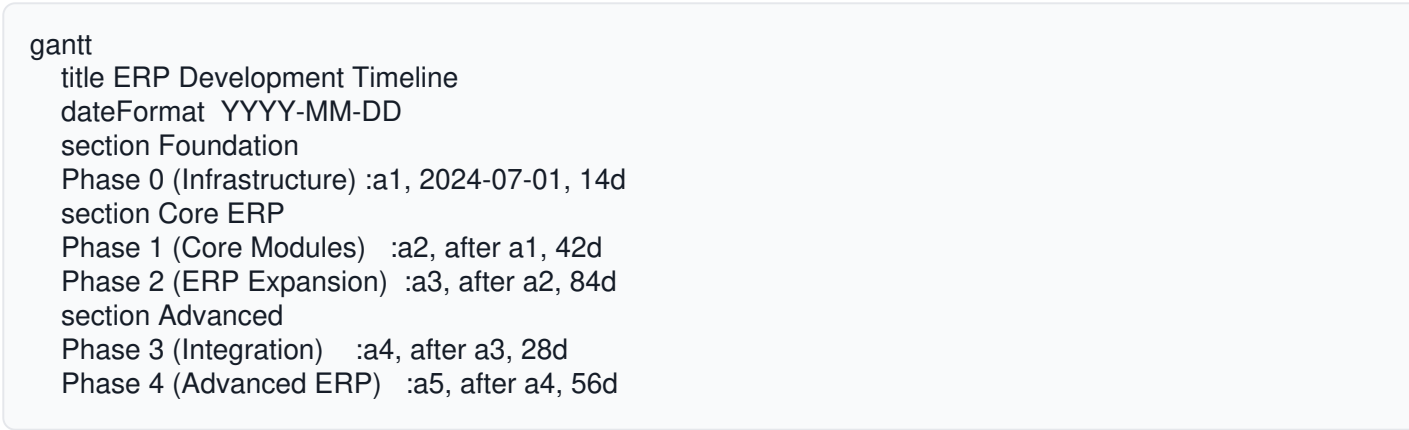 gantt
    title ERP Development Timeline
    dateFormat  YYYY-MM-DD
    section Foundation
    Phase 0 (Infrastructure) :a1, 2024-07-01, 14d
    section Core ERP
    Phase 1 (Core Modules)   :a2, after a1, 42d
    Phase 2 (ERP Expansion)  :a3, after a2, 84d
    section Advanced
    Phase 3 (Integration)    :a4, after a3, 28d
    Phase 4 (Advanced ERP)   :a5, after a4, 56d